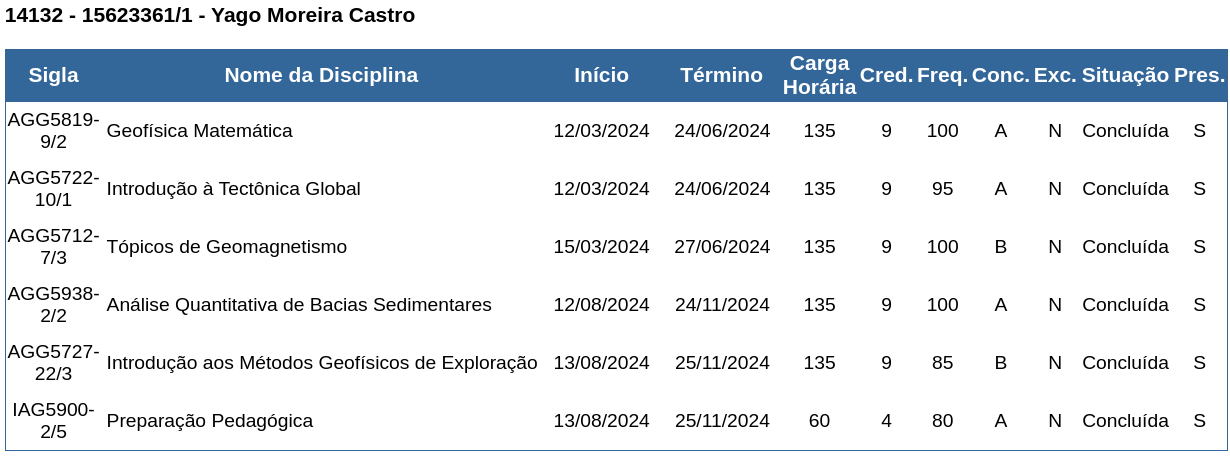 14132 - 15623361/1 - Yago Moreira Castro
Sigla Nome da Disciplina Início Término Carga Horária Cred. Freq. Conc. Exc. Situação Pres.
AGG5819-9/2 Geofísica Matemática 12/03/2024 24/06/2024 135 9 100 A N Concluída S
AGG5722-10/1 Introdução à Tectônica Global 12/03/2024 24/06/2024 135 9 95 A N Concluída S
AGG5712-7/3 Tópicos de Geomagnetismo 15/03/2024 27/06/2024 135 9 100 B N Concluída S
AGG5938-2/2 Análise Quantitativa de Bacias Sedimentares 12/08/2024 24/11/2024 135 9 100 A N Concluída S
AGG5727-22/3 Introdução aos Métodos Geofísicos de Exploração 13/08/2024 25/11/2024 135 9 85 B N Concluída S
IAG5900-2/5 Preparação Pedagógica 13/08/2024 25/11/2024 60 4 80 A N Concluída S